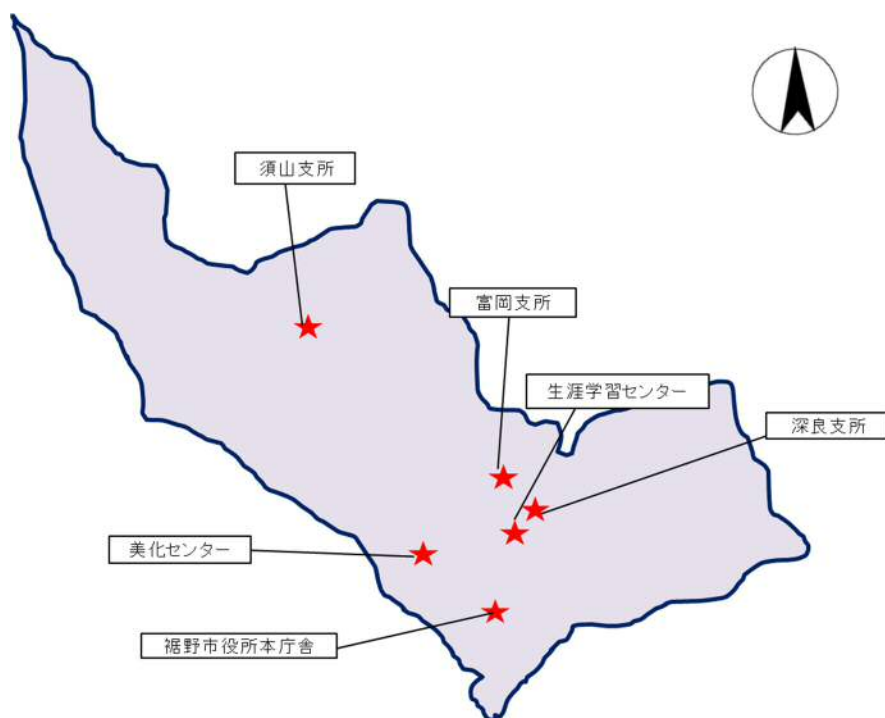 須山支所
富岡支所
生涯学習センター
深良支所
美化センター
裾野市役所本庁舎